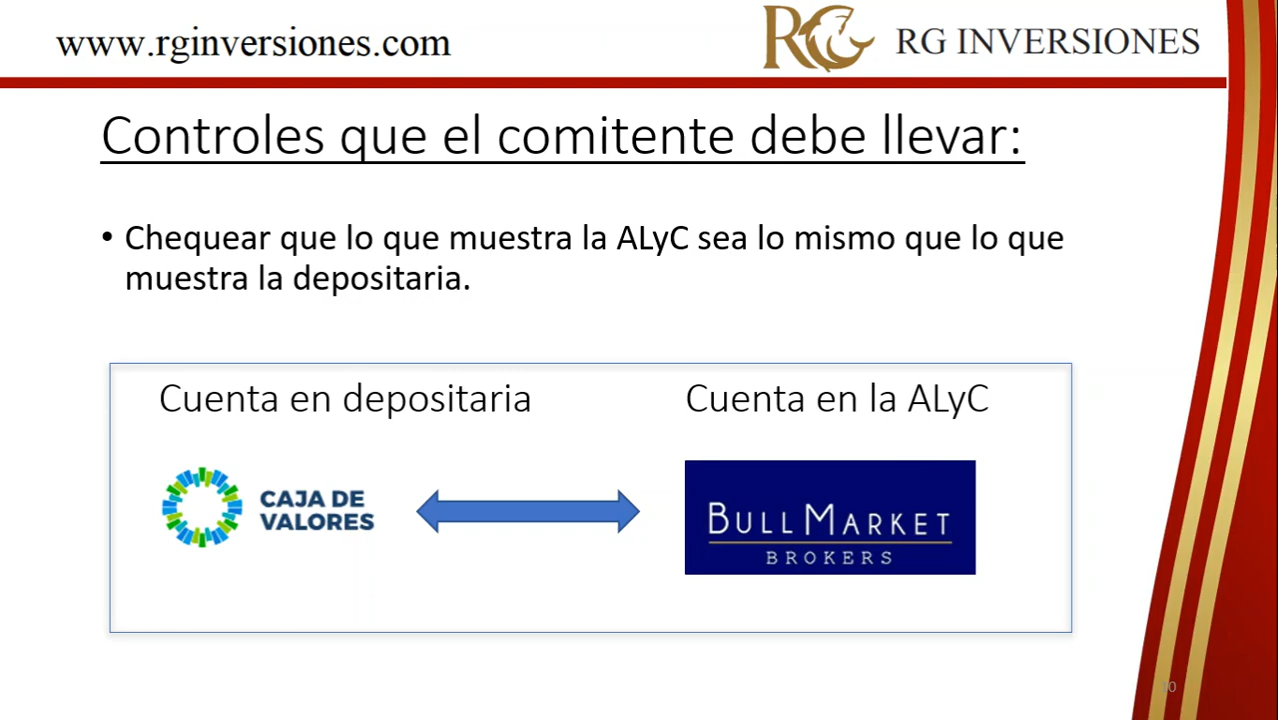 www.rginversiones.com
RG RG INVERSIONES
Controles que el comitente debe llevar:
• Chequear que lo que muestra la ALyC sea lo mismo que lo que
muestra la depositaria.
Cuenta en depositaria
Cuenta en la ALyC
CAJA DE
VALORES
BULLMARKET
BROKERS